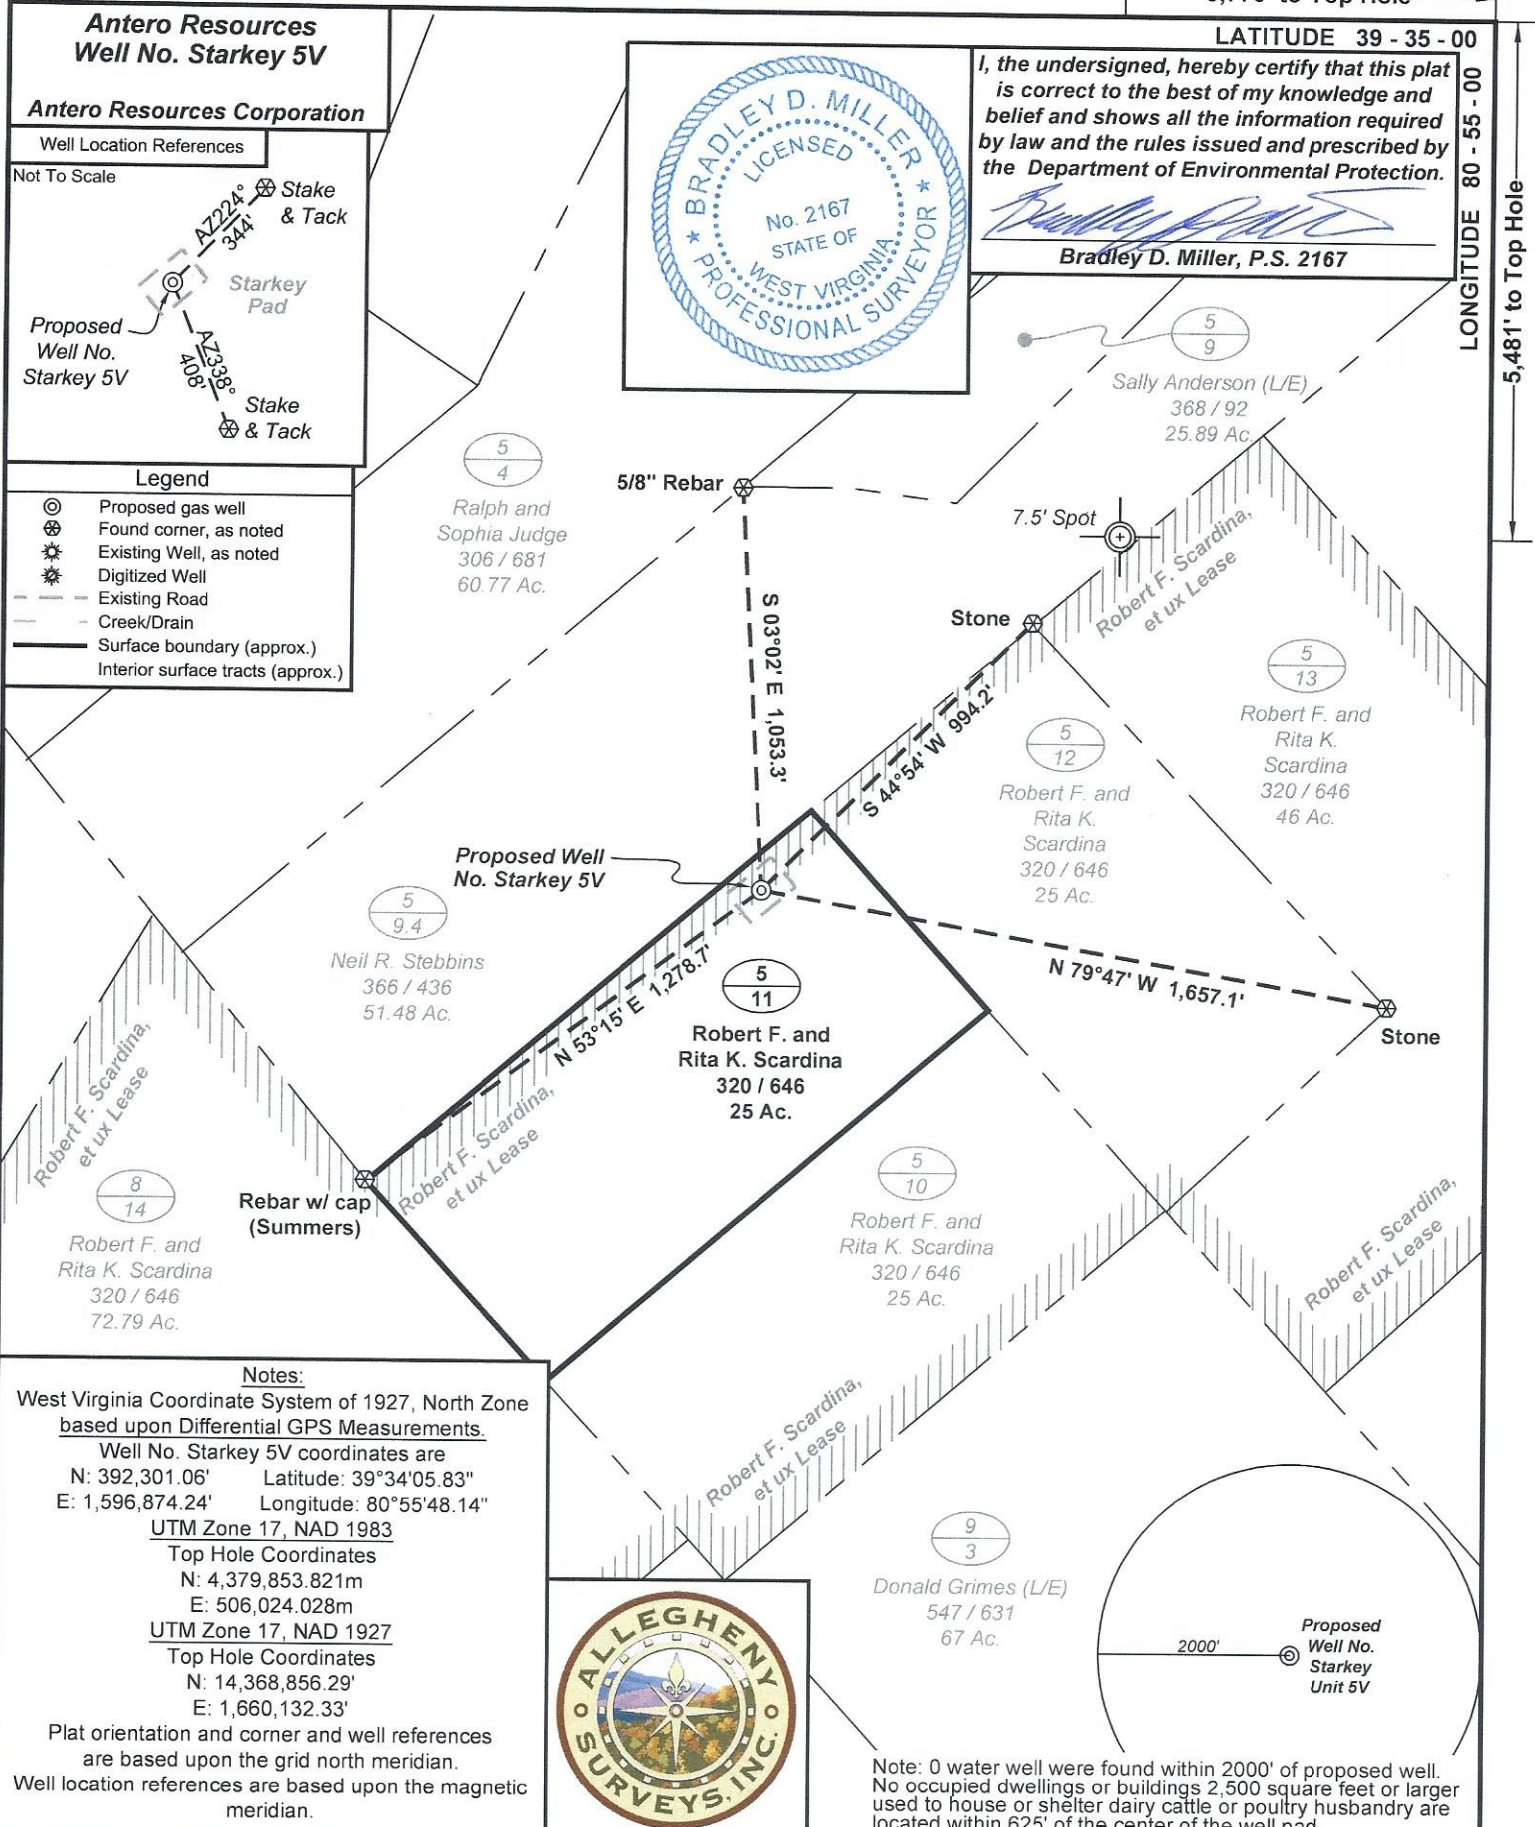 Antero Resources
Well No. Starkey 5V
Antero Resources Corporation
Well Location References
Not To Scale
Stake
& Tack
AZ224°
344'
Starkey
Pad
Proposed
Well No.
Starkey 5V
AZ338°
408'
Stake
& Tack
Legend
Proposed gas well
Found corner, as noted
Existing Well, as noted
Digitized Well
Existing Road
Creek/Drain
Surface boundary (approx.)
Interior surface tracts (approx.)
BRADLEY D. MILLER
LICENSED
No. 2167
STATE OF
WEST VIRGINIA
PROFESSIONAL SURVEYOR
to Top Hole
LATITUDE 39 - 35 - 00
I, the undersigned, hereby certify that this plat
is correct to the best of my knowledge and
belief and shows all the information required
by law and the rules issued and prescribed by
the Department of Environmental Protection.
Bradley D. Miller, P.S. 2167
LONGITUDE 80 - 55 - 00
5,481' to Top Hole
5
9
Sally Anderson (L/E)
368 / 92
25.89 Ac.
5
4
Ralph and
Sophia Judge
306 / 681
60.77 Ac.
5/8" Rebar
7.5' Spot
Robert F. Scardina,
et ux Lease
S 03°02' E 1,053.3'
Stone
S 44°54' W 994.2'
5
13
Robert F. and
Rita K.
Scardina
320 / 646
46 Ac.
5
12
Robert F. and
Rita K.
Scardina
320 / 646
25 Ac.
Proposed Well
No. Starkey 5V
5
9.4
Neil R. Stebbins
366 / 436
51.48 Ac.
N 53°15' E 1,278.7'
5
11
Robert F. and
Rita K. Scardina
320 / 646
25 Ac.
N 79°47' W 1,657.1'
Stone
Robert F. Scardina,
et ux Lease
Robert F. Scardina,
et ux Lease
8
14
Robert F. and
Rita K. Scardina
320 / 646
72.79 Ac.
Rebar w/ cap
(Summers)
5
10
Robert F. and
Rita K. Scardina
320 / 646
25 Ac.
Robert F. Scardina,
et ux Lease
Robert F. Scardina,
et ux Lease
Notes:
West Virginia Coordinate System of 1927, North Zone
based upon Differential GPS Measurements.
Well No. Starkey 5V coordinates are
N: 392,301.06' Latitude: 39°34'05.83"
E: 1,596,874.24' Longitude: 80°55'48.14"
UTM Zone 17, NAD 1983
Top Hole Coordinates
N: 4,379,853.821m
E: 506,024.028m
UTM Zone 17, NAD 1927
Top Hole Coordinates
N: 14,368,856.29'
E: 1,660,132.33'
Plat orientation and corner and well references
are based upon the grid north meridian.
Well location references are based upon the magnetic
meridian.
ALLEGHENY
SURVEYS, INC.
9
3
Donald Grimes (L/E)
547 / 631
67 Ac.
2000'
Proposed
Well No.
Starkey
Unit 5V
Note: 0 water well were found within 2000' of proposed well.
No occupied dwellings or buildings 2,500 square feet or larger
used to house or shelter dairy cattle or poultry husbandry are
located within 625' of the center of the well pad.